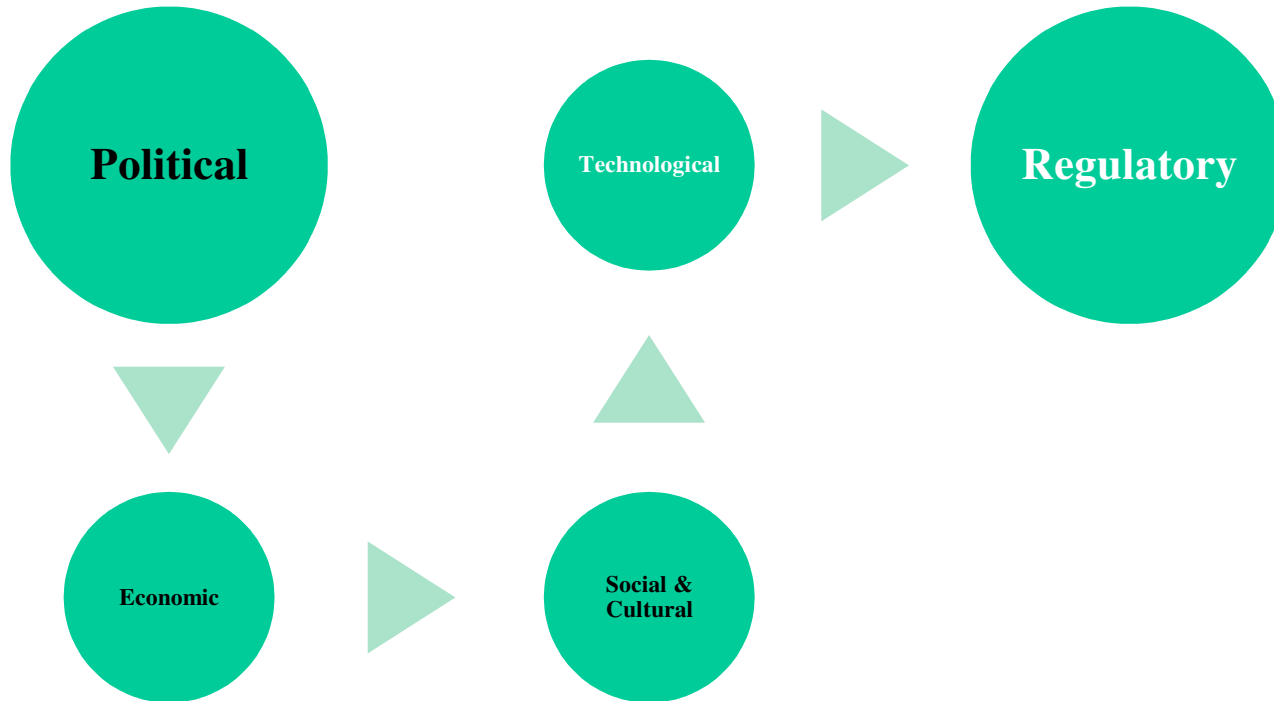 Political
Technological
Regulatory
Economic
Social &
Cultural